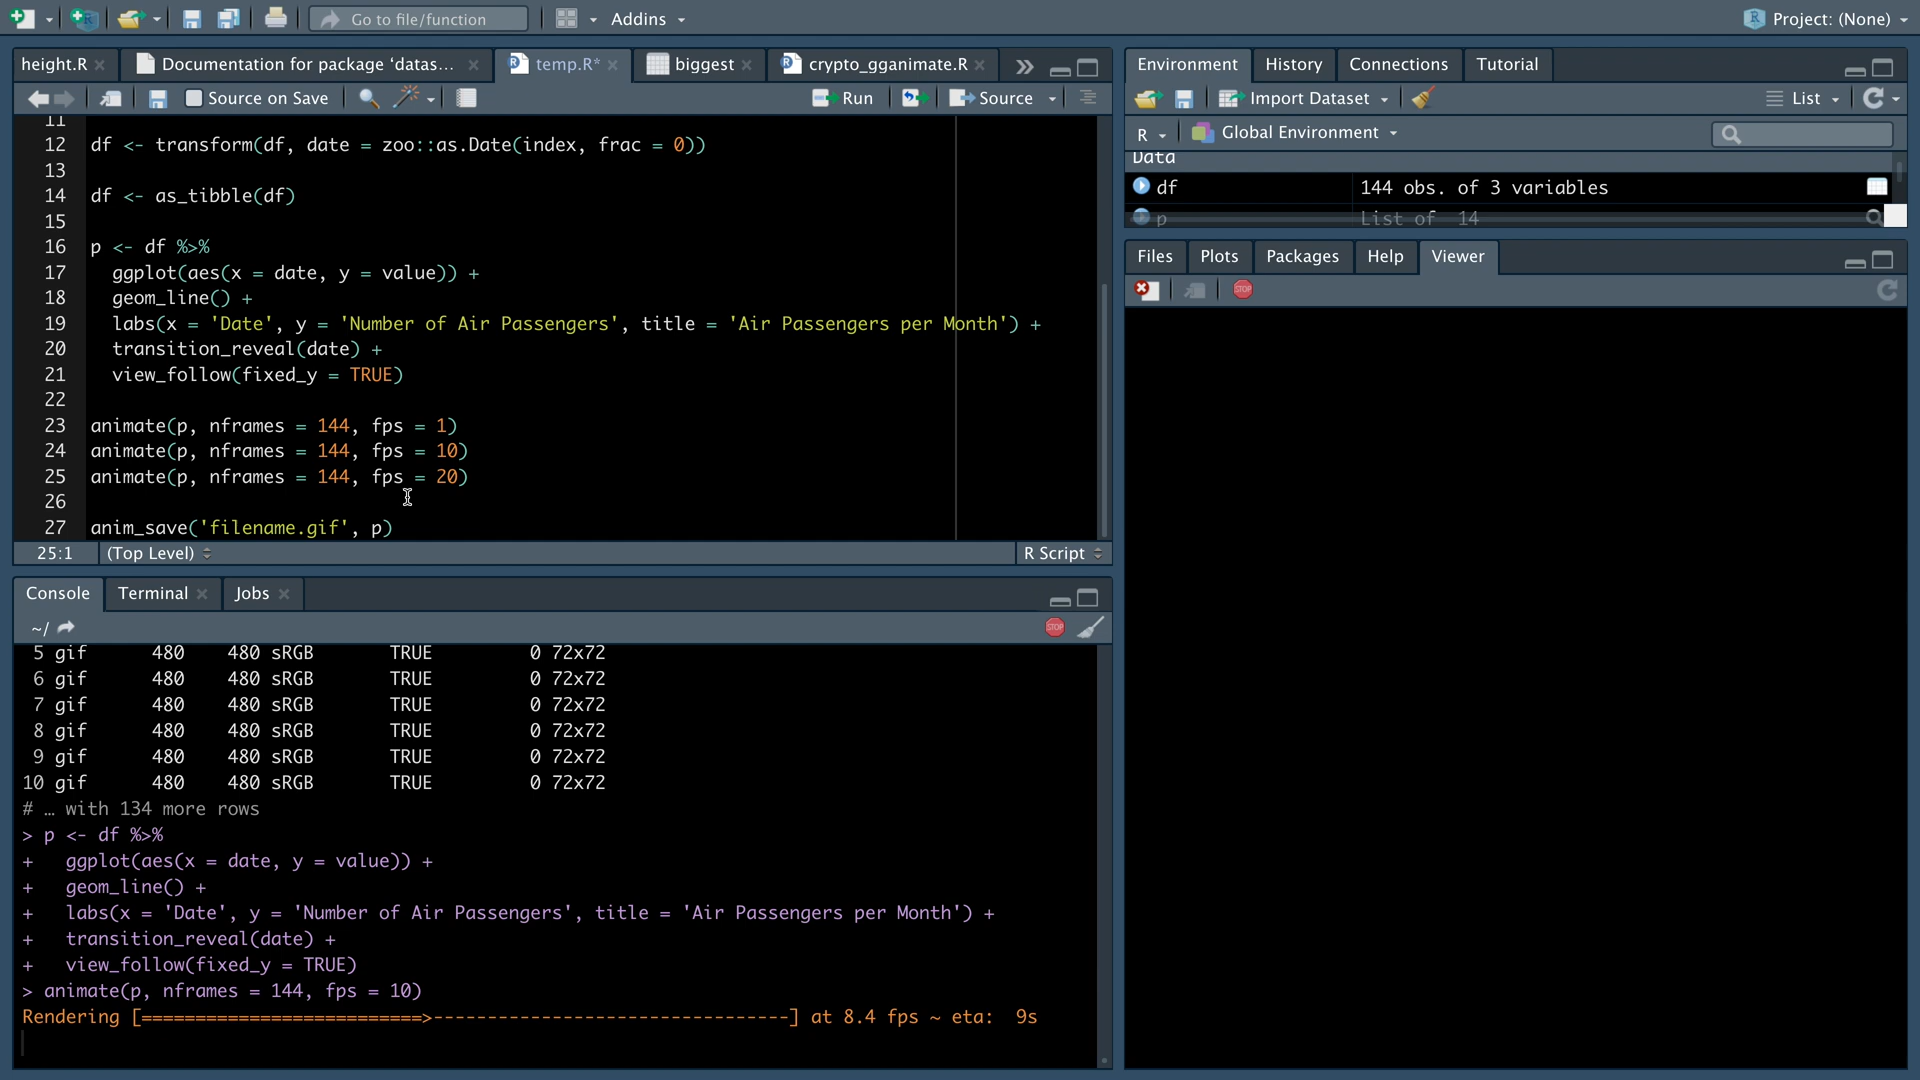 Go to file/function
Addins
Project: (None)
height.R
Documentation for package ‘datas...
temp.R*
biggest
crypto_gganimate.R
Source on Save
Run
Source
11
12 df <- transform(df, date = zoo::as.Date(index, frac = 0))
13
14 df <- as_tibble(df)
15
16 p <- df %>%
17 ggplot(aes(x = date, y = value)) +
18 geom_line() +
19 labs(x = 'Date', y = 'Number of Air Passengers', title = 'Air Passengers per Month') +
20 transition_reveal(date) +
21 view_follow(fixed_y = TRUE)
22
23 animate(p, nframes = 144, fps = 1)
24 animate(p, nframes = 144, fps = 10)
25 animate(p, nframes = 144, fps = 20)
26
27 anim_save('filename.gif', p)
25:1 (Top Level) R Script
Console Terminal Jobs
~/
STOP
5 gif 480 480 sRGB TRUE 0 72x72
6 gif 480 480 sRGB TRUE 0 72x72
7 gif 480 480 sRGB TRUE 0 72x72
8 gif 480 480 sRGB TRUE 0 72x72
9 gif 480 480 sRGB TRUE 0 72x72
10 gif 480 480 sRGB TRUE 0 72x72
# … with 134 more rows
> p <- df %>%
+ ggplot(aes(x = date, y = value)) +
+ geom_line() +
+ labs(x = 'Date', y = 'Number of Air Passengers', title = 'Air Passengers per Month') +
+ transition_reveal(date) +
+ view_follow(fixed_y = TRUE)
> animate(p, nframes = 144, fps = 10)
Rendering [==========================>---------------------------------] at 8.4 fps ~ eta: 9s
Environment History Connections Tutorial
Import Dataset
List
R Global Environment
Data
df 144 obs. of 3 variables
p List of 14
Files Plots Packages Help Viewer
STOP